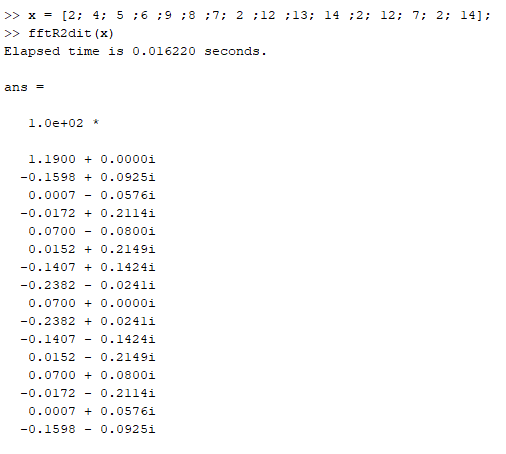 >> x = [2; 4; 5 ;6 ;9 ;8 ;7; 2 ;12 ;13; 14 ;2; 12; 7; 2; 14];
>> fftR2dit(x)
Elapsed time is 0.016220 seconds.
ans =
1.0e+02 *
1.1900 + 0.0000i
-0.1598 + 0.0925i
0.0007 - 0.0576i
-0.0172 + 0.2114i
0.0700 - 0.0800i
0.0152 + 0.2149i
-0.1407 + 0.1424i
-0.2382 - 0.0241i
0.0700 + 0.0000i
-0.2382 + 0.0241i
-0.1407 - 0.1424i
0.0152 - 0.2149i
0.0700 + 0.0800i
-0.0172 - 0.2114i
0.0007 + 0.0576i
-0.1598 - 0.0925i